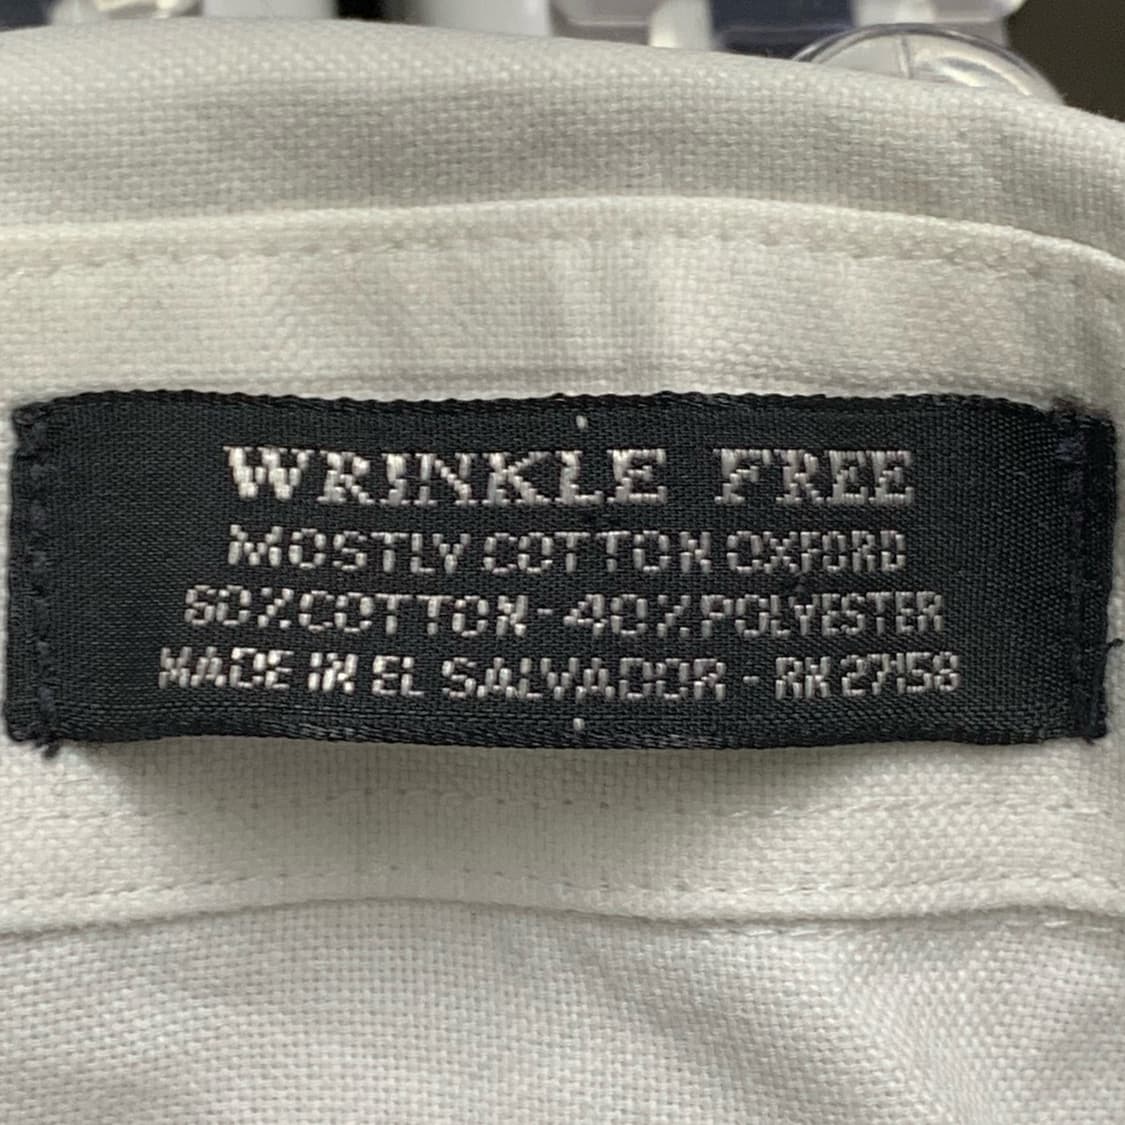 WRINKLE FREE
MOSTLY COTTON OXFORD
60%COTTON-40%POLYESTER
MADE IN EL SALVADOR - RN 27158